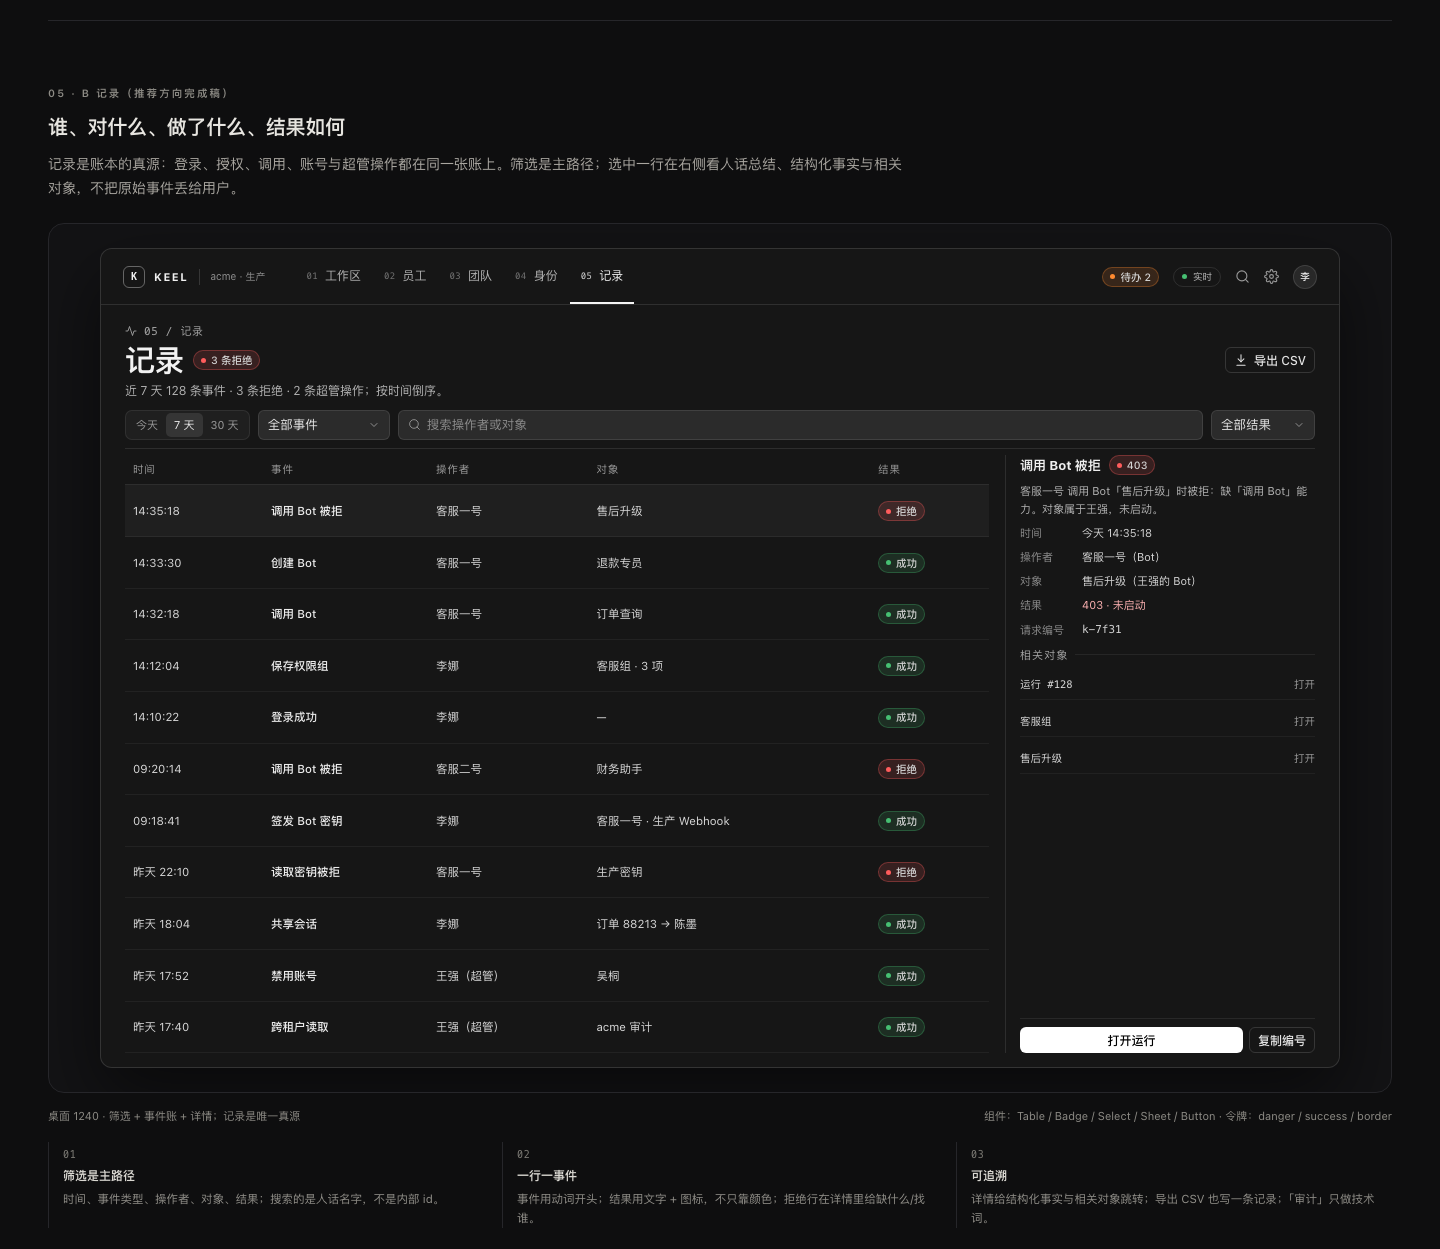 05 · B 记录（推荐方向完成稿）
谁、对什么、做了什么、结果如何
记录是账本的真源：登录、授权、调用、账号与超管操作都在同一张账上。筛选是主路径；选中一行在右侧看人话总结、结构化事实与相关
对象，不把原始事件丢给用户。
K KEEL acme · 生产 01 工作区 02 员工 03 团队 04 身份 05 记录 待办 2 实时 李
05 / 记录
记录 3 条拒绝 导出 CSV
近 7 天 128 条事件 · 3 条拒绝 · 2 条超管操作；按时间倒序。
今天 7 天 30 天 全部事件 搜索操作者或对象 全部结果
时间 事件 操作者 对象 结果
14:35:18 调用 Bot 被拒 客服一号 售后升级 拒绝
14:33:30 创建 Bot 客服一号 退款专员 成功
14:32:18 调用 Bot 客服一号 订单查询 成功
14:12:04 保存权限组 李娜 客服组 · 3 项 成功
14:10:22 登录成功 李娜 — 成功
09:20:14 调用 Bot 被拒 客服二号 财务助手 拒绝
09:18:41 签发 Bot 密钥 李娜 客服一号 · 生产 Webhook 成功
昨天 22:10 读取密钥被拒 客服一号 生产密钥 拒绝
昨天 18:04 共享会话 李娜 订单 88213 → 陈墨 成功
昨天 17:52 禁用账号 王强（超管） 吴桐 成功
昨天 17:40 跨租户读取 王强（超管） acme 审计 成功
调用 Bot 被拒 403
客服一号 调用 Bot「售后升级」时被拒：缺「调用 Bot」能
力。对象属于王强，未启动。
时间 今天 14:35:18
操作者 客服一号（Bot）
对象 售后升级（王强的 Bot）
结果 403 · 未启动
请求编号 k-7f31
相关对象
运行 #128 打开
客服组 打开
售后升级 打开
打开运行 复制编号
桌面 1240 · 筛选 + 事件账 + 详情；记录是唯一真源
组件：Table / Badge / Select / Sheet / Button · 令牌：danger / success / border
01
筛选是主路径
时间、事件类型、操作者、对象、结果；搜索的是人话名字，不是内部 id。
02
一行一事件
事件用动词开头；结果用文字 + 图标，不只靠颜色；拒绝行在详情里给缺什么/找
谁。
03
可追溯
详情给结构化事实与相关对象跳转；导出 CSV 也写一条记录；「审计」只做技术
词。